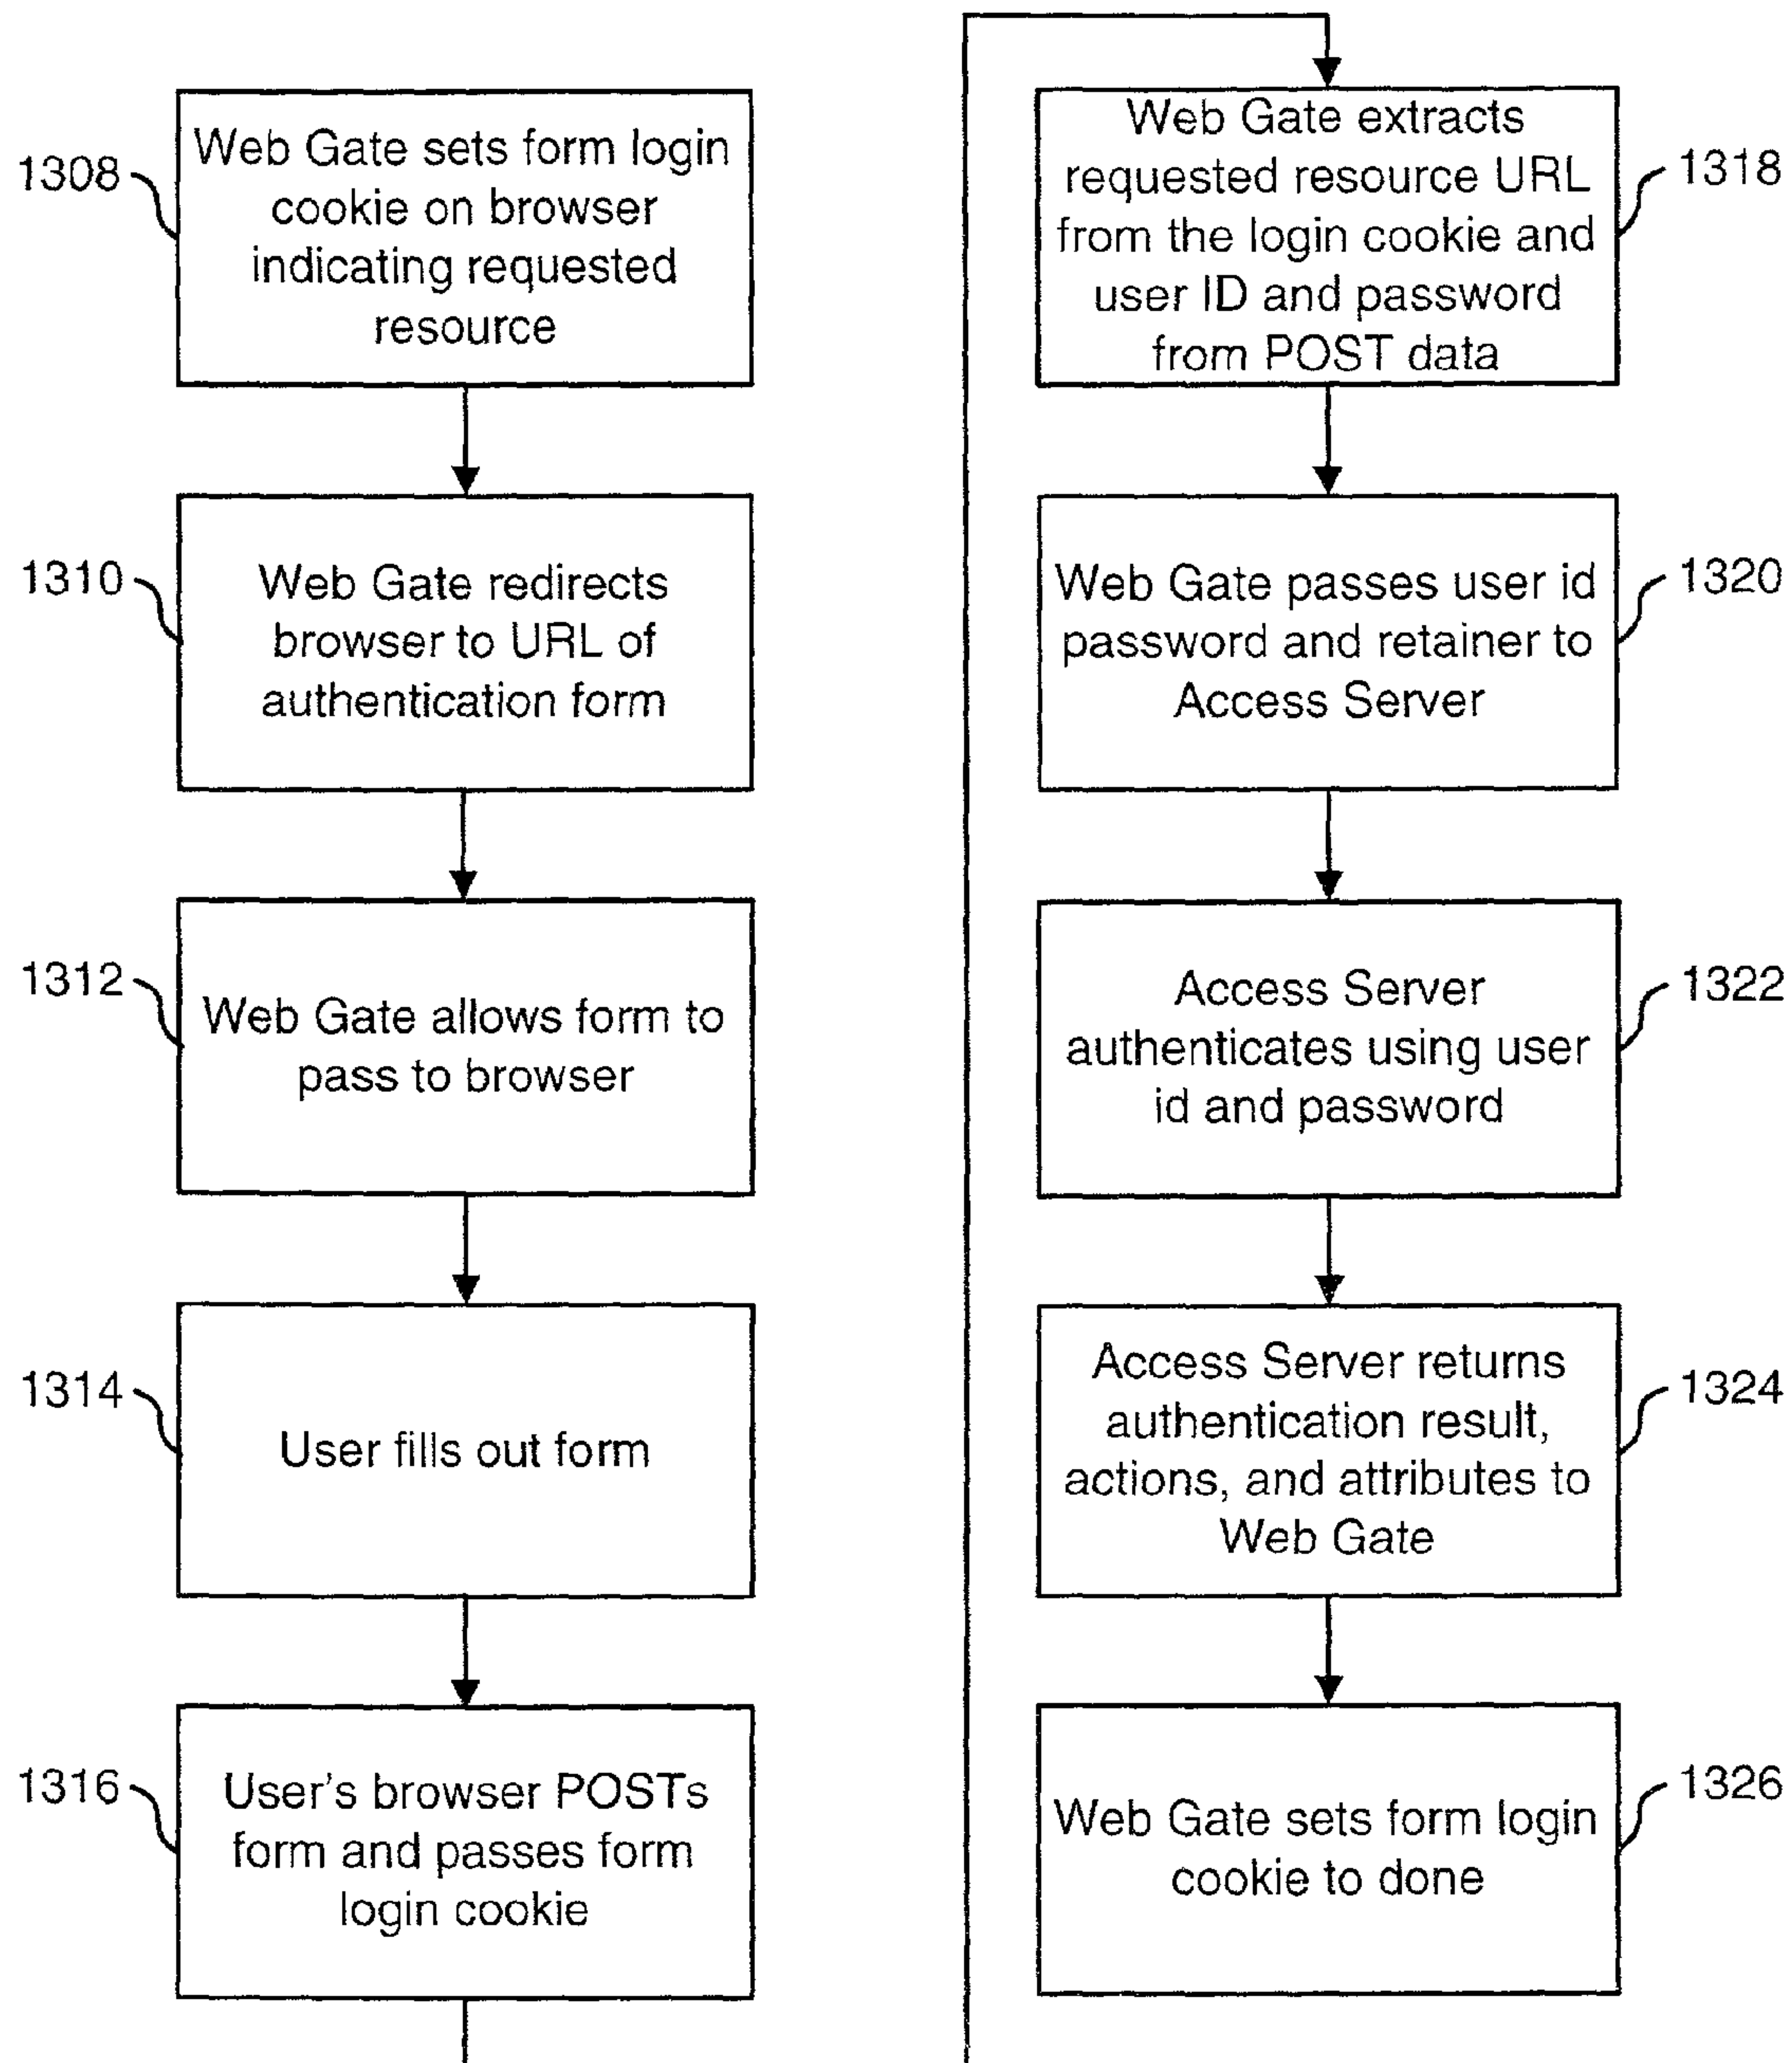 1308
Web Gate sets form login
cookie on browser
indicating requested
resource
1310
Web Gate redirects
browser to URL of
authentication form
1312
Web Gate allows form to
pass to browser
1314
User fills out form
1316
User's browser POSTs
form and passes form
login cookie
Web Gate extracts
requested resource URL
from the login cookie and
user ID and password
from POST data
1318
Web Gate passes user id
password and retainer to
Access Server
1320
Access Server
authenticates using user
id and password
1322
Access Server returns
authentication result,
actions, and attributes to
Web Gate
1324
Web Gate sets form login
cookie to done
1326